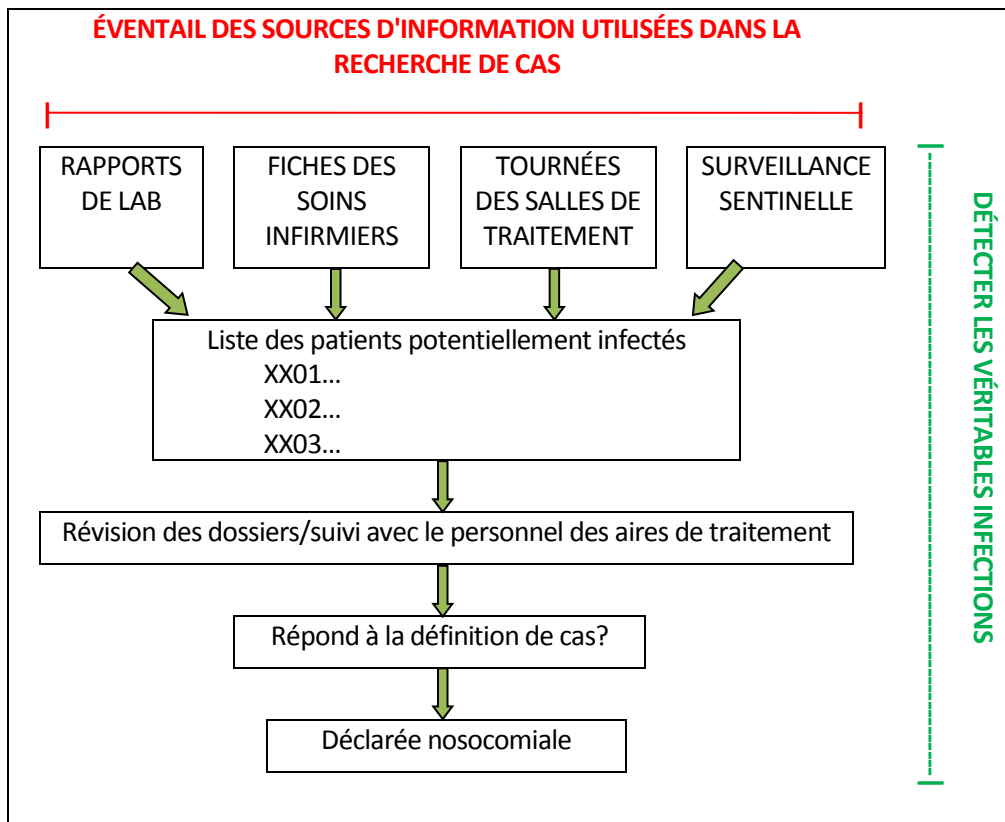 ÉVENTAIL DES SOURCES D'INFORMATION UTILISÉES DANS LA
RECHERCHE DE CAS
RAPPORTS
DE LAB
FICHES DES
SOINS
INFIRMIERS
TOURNÉES
DES SALLES DE
TRAITEMENT
SURVEILLANCE
SENTINELLE
Liste des patients potentiellement infectés
XX01...
XX02...
XX03...
Révision des dossiers/suivi avec le personnel des aires de traitement
Répond à la définition de cas?
Déclarée nosocomiale
DÉTECTER LES VÉRITABLES INFECTIONS